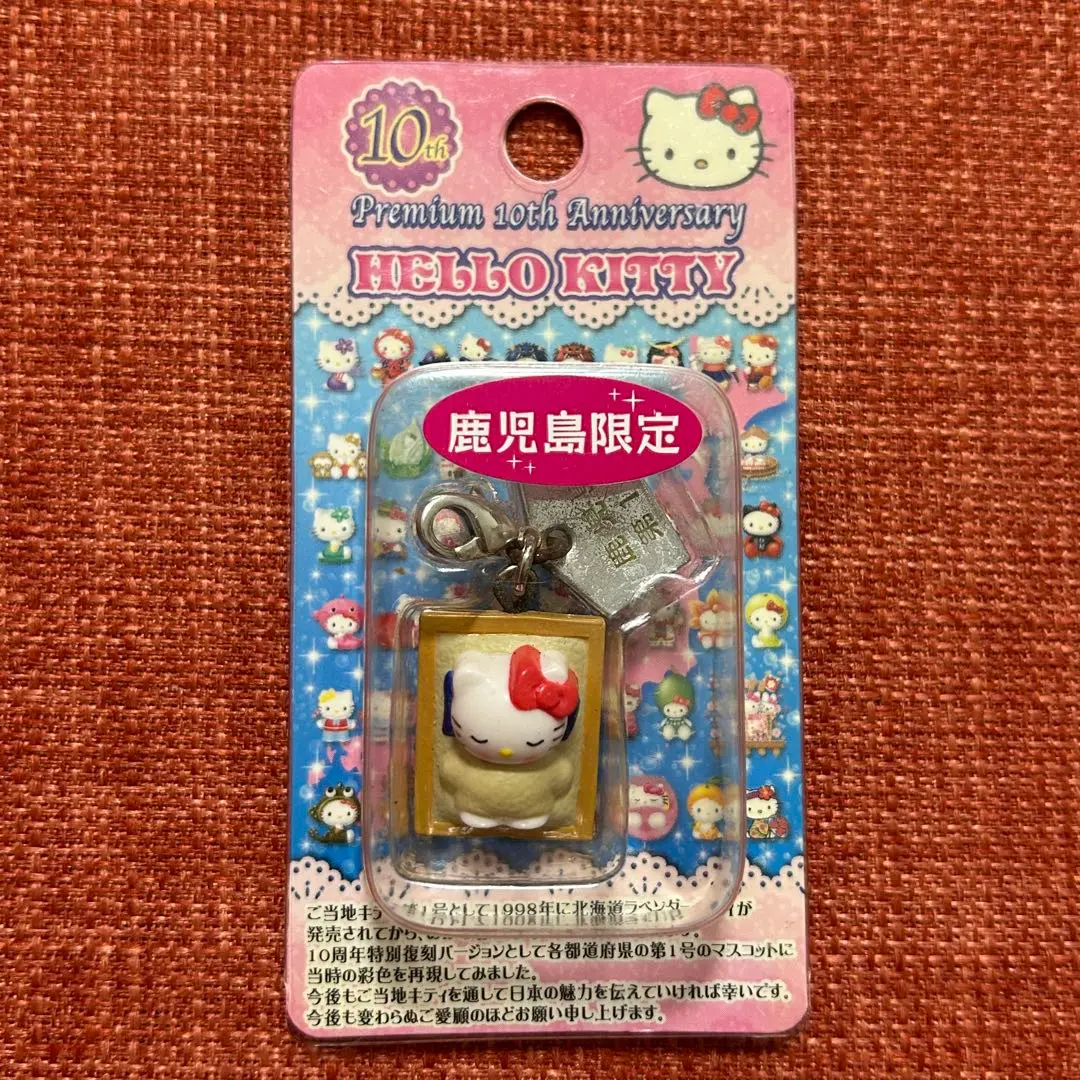 10th
Premium 10th Anniversary
HELLO KITTY
鹿児島限定
ご当地キテ 1号として1998年に北海道ラベンダー イが
発売されてから、
10周年特別復刻バージョンとして各都道府県の第1号のマスコットに
当時の彩色を再現してみました。
今後もご当地キティを通して日本の魅力を伝えていければ幸いです。
今後も変わらぬご愛顧のほどお願い申し上げます。